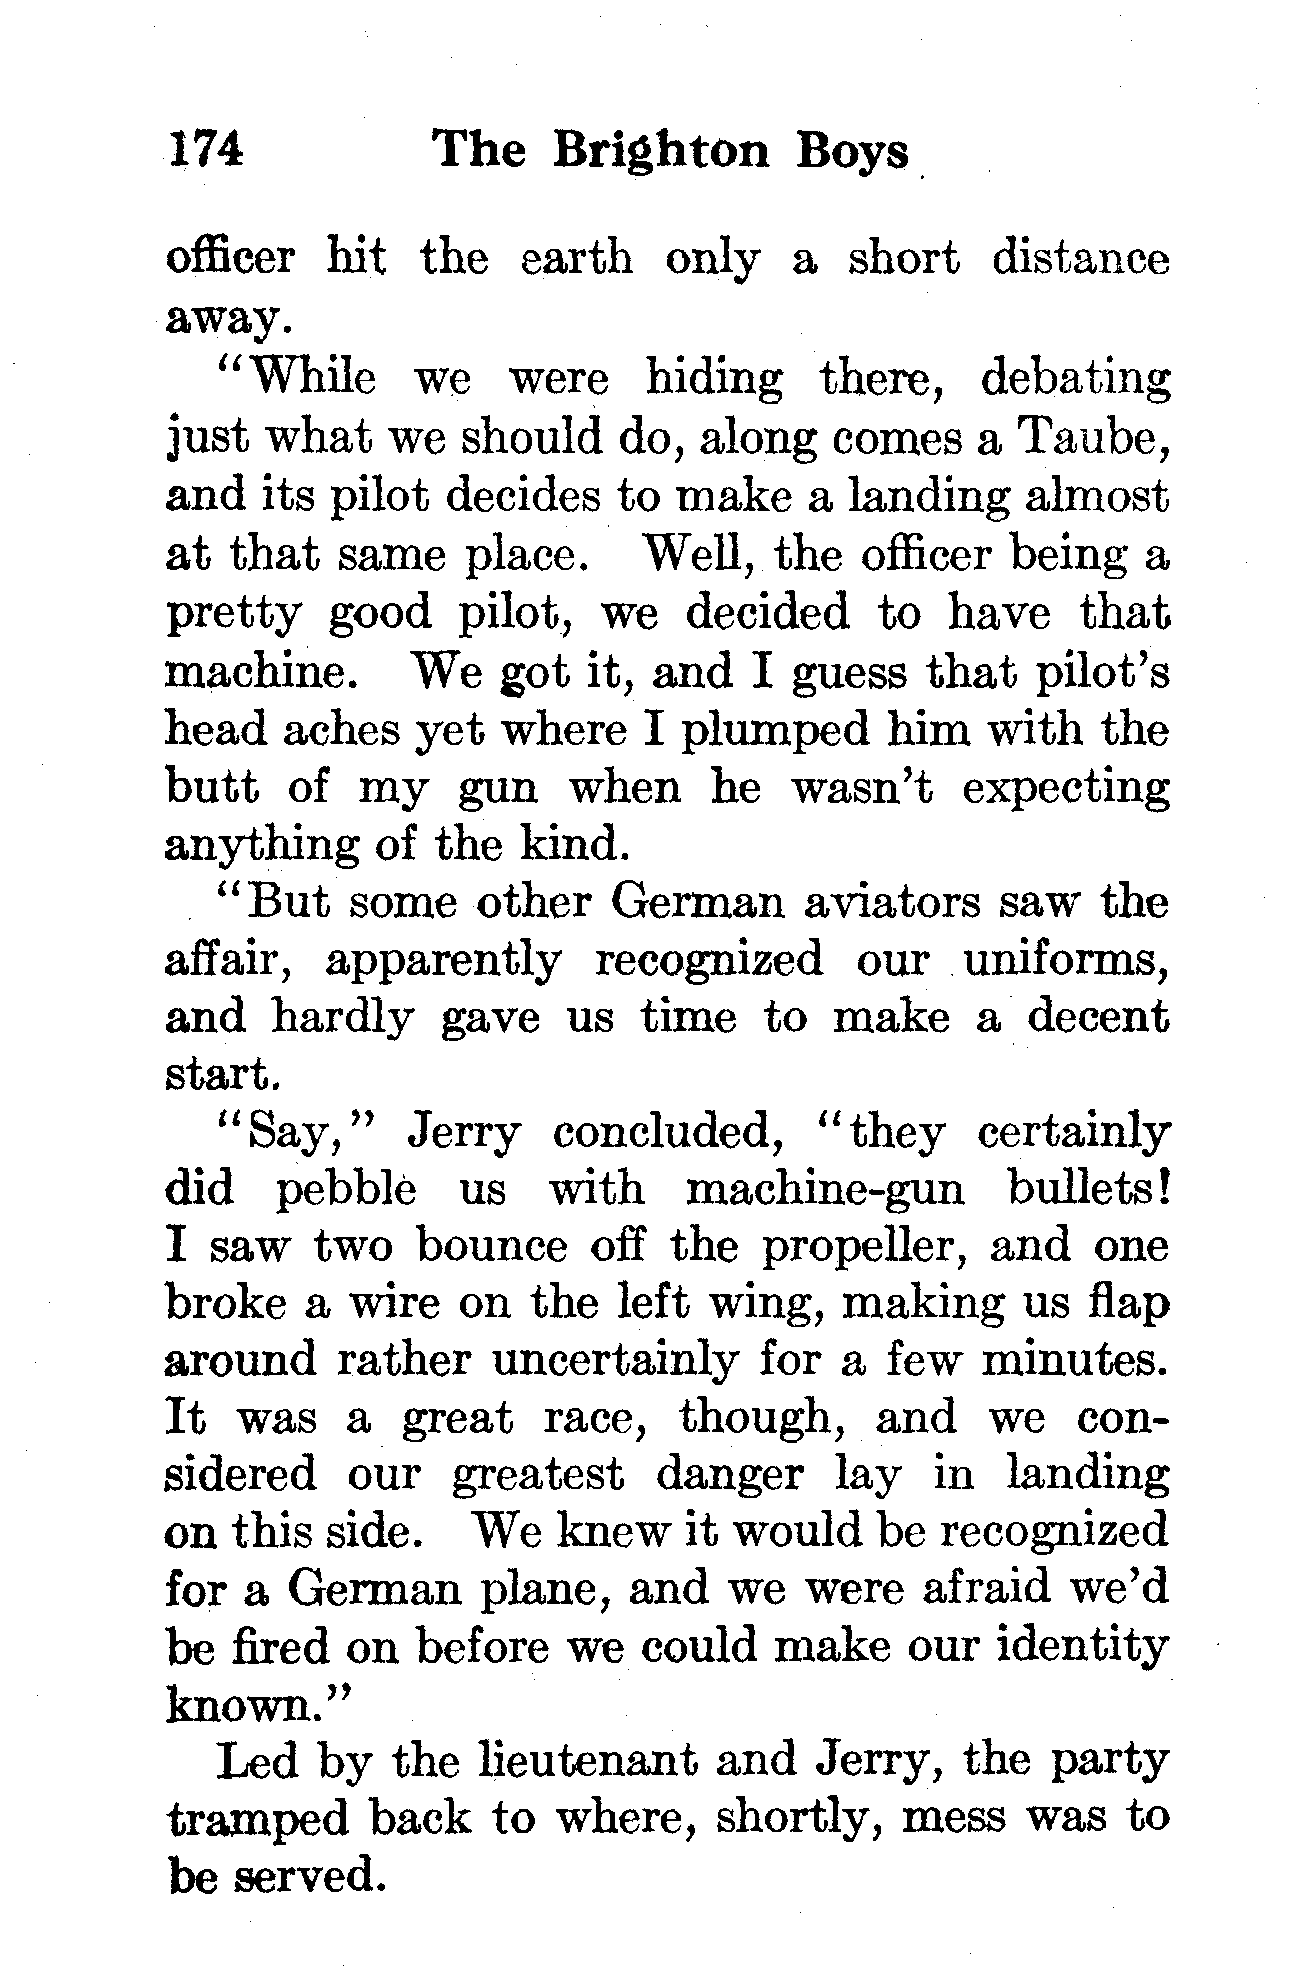 174 The Brighton Boys
officer hit the earth only a short distance
away.
"While we were hiding there, debating
just what we should do, along comes a Taube,
and its pilot decides to make a landing almost
at that same place. Well, the officer being a
pretty good pilot, we decided to have that
machine. We got it, and I guess that pilot's
head aches yet where I plumped him with the
butt of my gun when he wasn't expecting
anything of the kind.
"But some other German aviators saw the
affair, apparently recognized our uniforms,
and hardly gave us time to make a decent
start.
"Say," Jerry concluded, "they certainly
did pebble us with machine-gun bullets!
I saw two bounce off the propeller, and one
broke a wire on the left wing, making us flap
around rather uncertainly for a few minutes.
It was a great race, though, and we con-
sidered our greatest danger lay in landing
on this side. We knew it would be recognized
for a German plane, and we were afraid we'd
be fired on before we could make our identity
known."
Led by the lieutenant and Jerry, the party
tramped back to where, shortly, mess was to
be served.